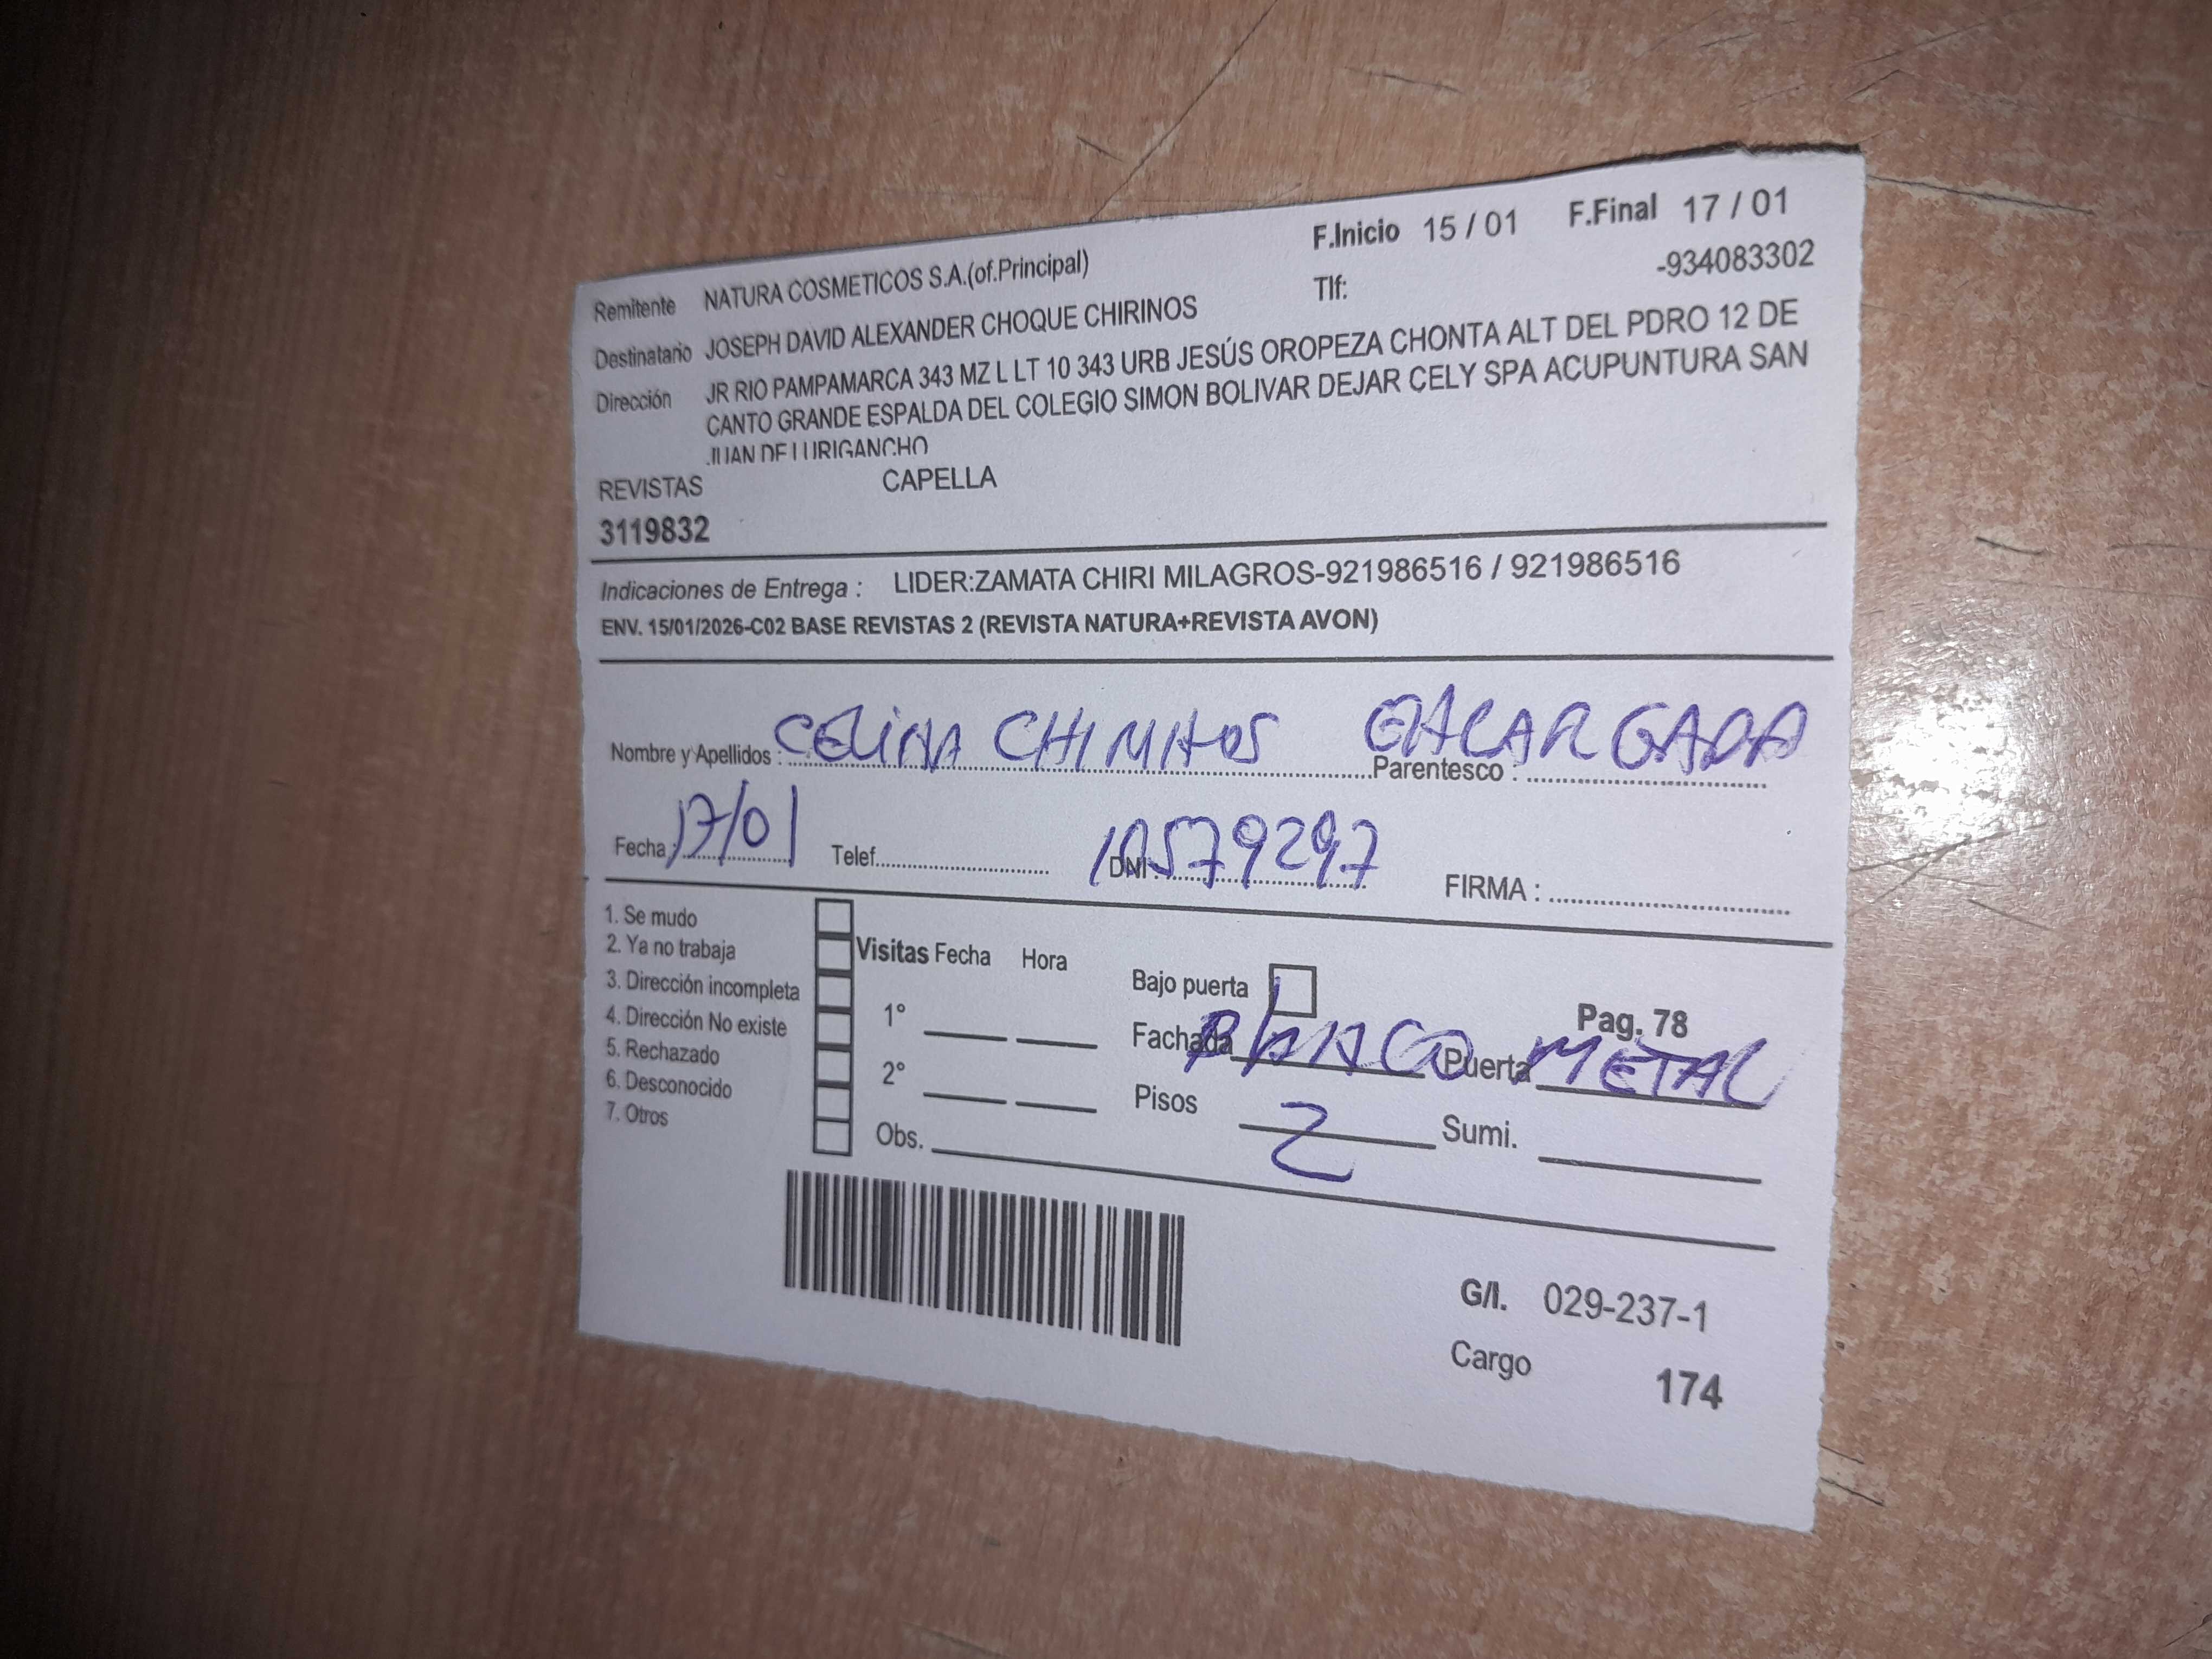 F.Inicio 15 / 01 F.Final 17 / 01
Remitente NATURA COSMETICOS S.A.(of.Principal) Tlf: -934083302
Destinatario JOSEPH DAVID ALEXANDER CHOQUE CHIRINOS
Dirección JR RIO PAMPAMARCA 343 MZ L LT 10 343 URB JESÚS OROPEZA CHONTA ALT DEL PDRO 12 DE
CANTO GRANDE ESPALDA DEL COLEGIO SIMON BOLIVAR DEJAR CELY SPA ACUPUNTURA SAN
JUAN DE LURIGANCHO
REVISTAS CAPELLA
3119832
Indicaciones de Entrega : LIDER:ZAMATA CHIRI MILAGROS-921986516 / 921986516
ENV. 15/01/2026-C02 BASE REVISTAS 2 (REVISTA NATURA+REVISTA AVON)
Nombre y Apellidos : CELINA Parentesco : ENCARGADA
Fecha : 17/01 Telef. DNI : 10579297 FIRMA :
1. Se mudo
2. Ya no trabaja
3. Dirección incompleta
4. Dirección No existe
5. Rechazado
6. Desconocido
7. Otros
Visitas Fecha Hora
1°
2°
Obs.
Bajo puerta Pag. 78
Fachada BLANCO Puerta METAL
Pisos 2 Sumi.
G/I. 029-237-1
Cargo 174